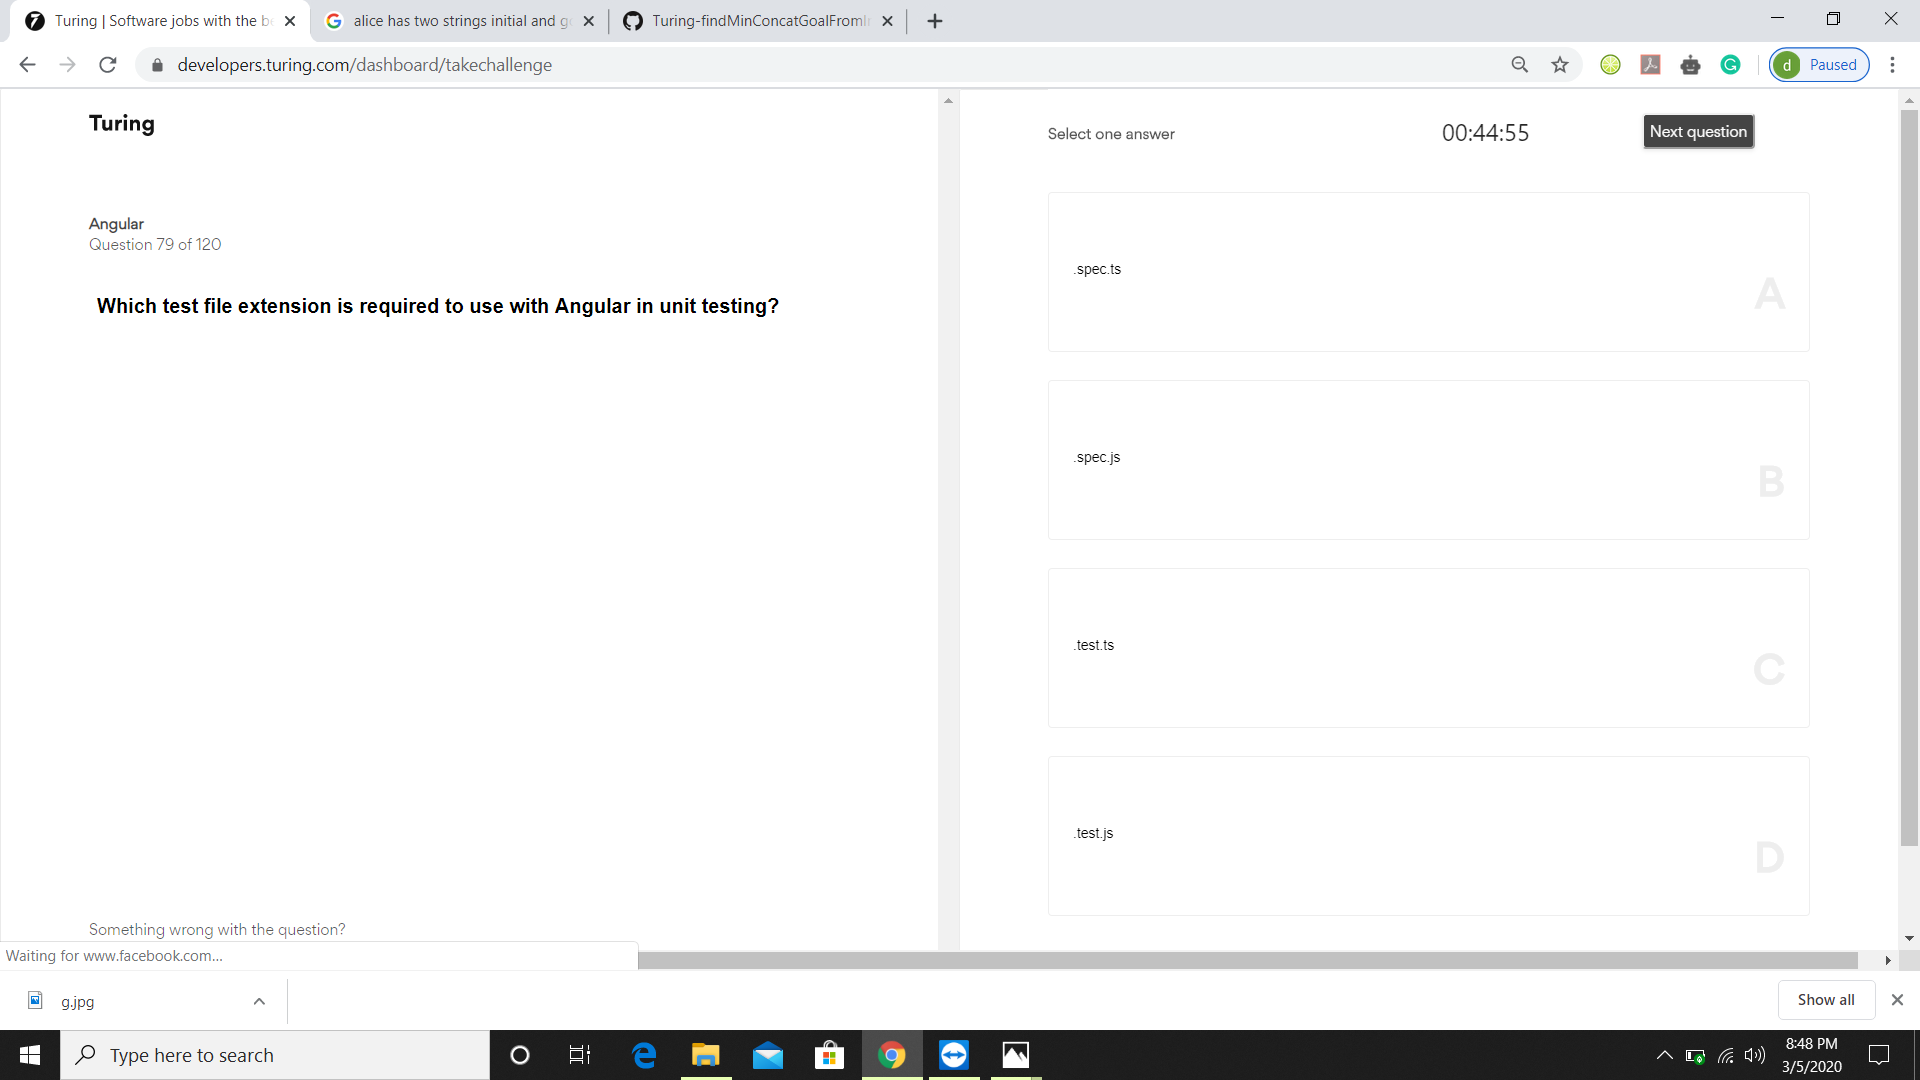 Turing | Software jobs with the be
alice has two strings initial and g
Turing-findMinConcatGoalFromI
developers.turing.com/dashboard/takechallenge
d Paused
Turing
Select one answer
00:44:55
Next question
Angular
Question 79 of 120
Which test file extension is required to use with Angular in unit testing?
.spec.ts
A
.spec.js
B
.test.ts
C
.test.js
D
Something wrong with the question?
Waiting for www.facebook.com...
g.jpg
Show all
Type here to search
8:48 PM
3/5/2020